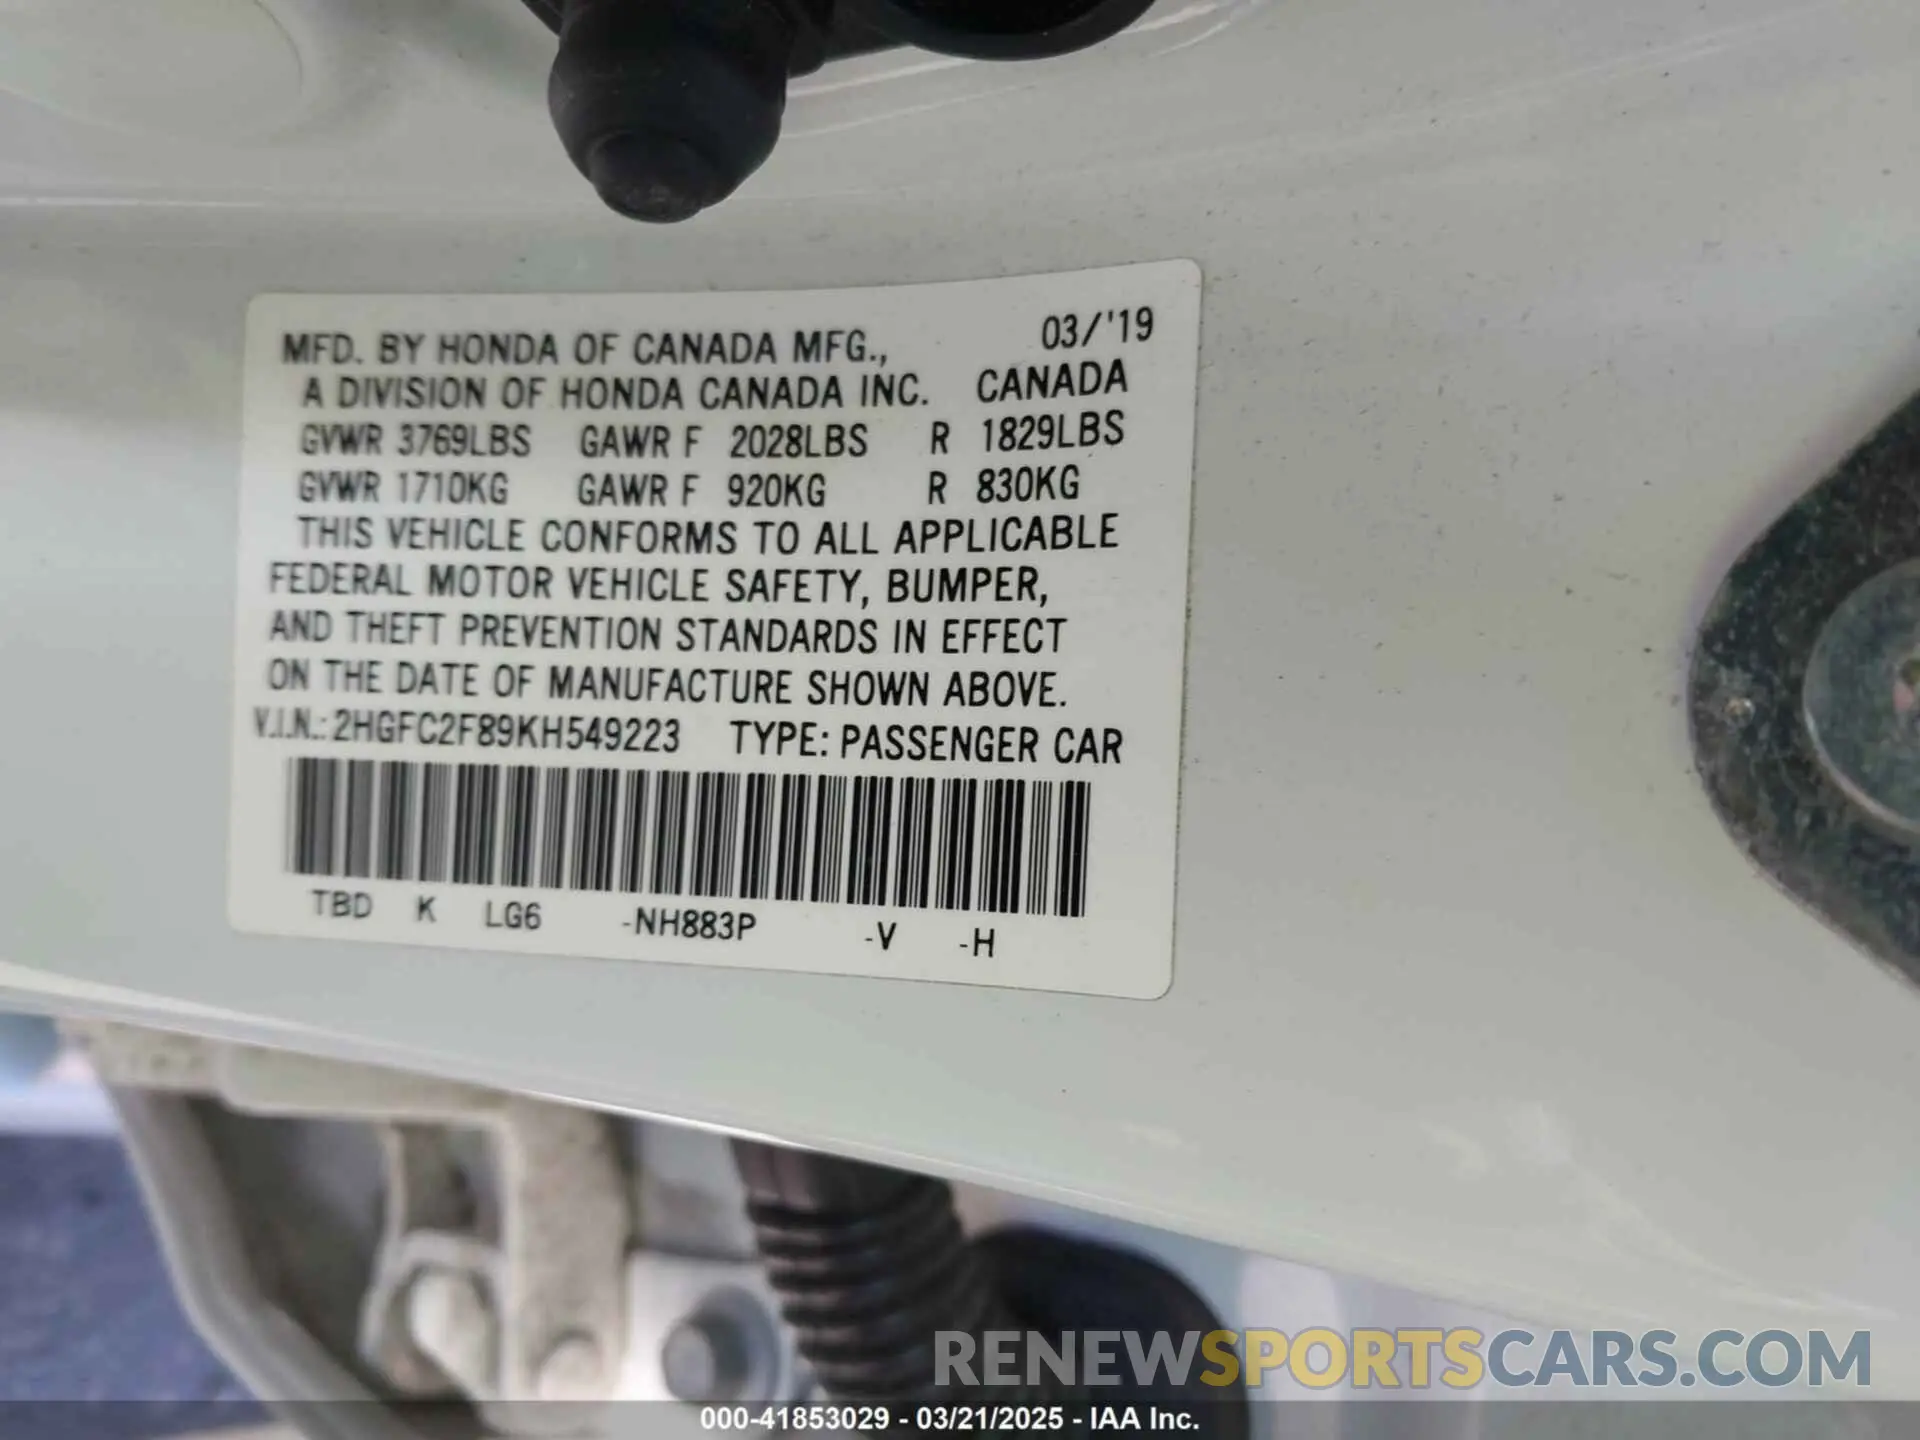 MFD. BY HONDA OF CANADA MFG., 03/'19
A DIVISION OF HONDA CANADA INC. CANADA
GVWR 3769LBS GAWR F 2028LBS R 1829LBS
GVWR 1710KG GAWR F 920KG R 830KG
THIS VEHICLE CONFORMS TO ALL APPLICABLE
FEDERAL MOTOR VEHICLE SAFETY, BUMPER,
AND THEFT PREVENTION STANDARDS IN EFFECT
ON THE DATE OF MANUFACTURE SHOWN ABOVE.
V.I.N.: 2HGFC2F89KH549223 TYPE: PASSENGER CAR
TBD K LG6 -NH883P -V -H
RENEWSPORTSCARS.COM
000-41853029 - 03/21/2025 - IAA Inc.